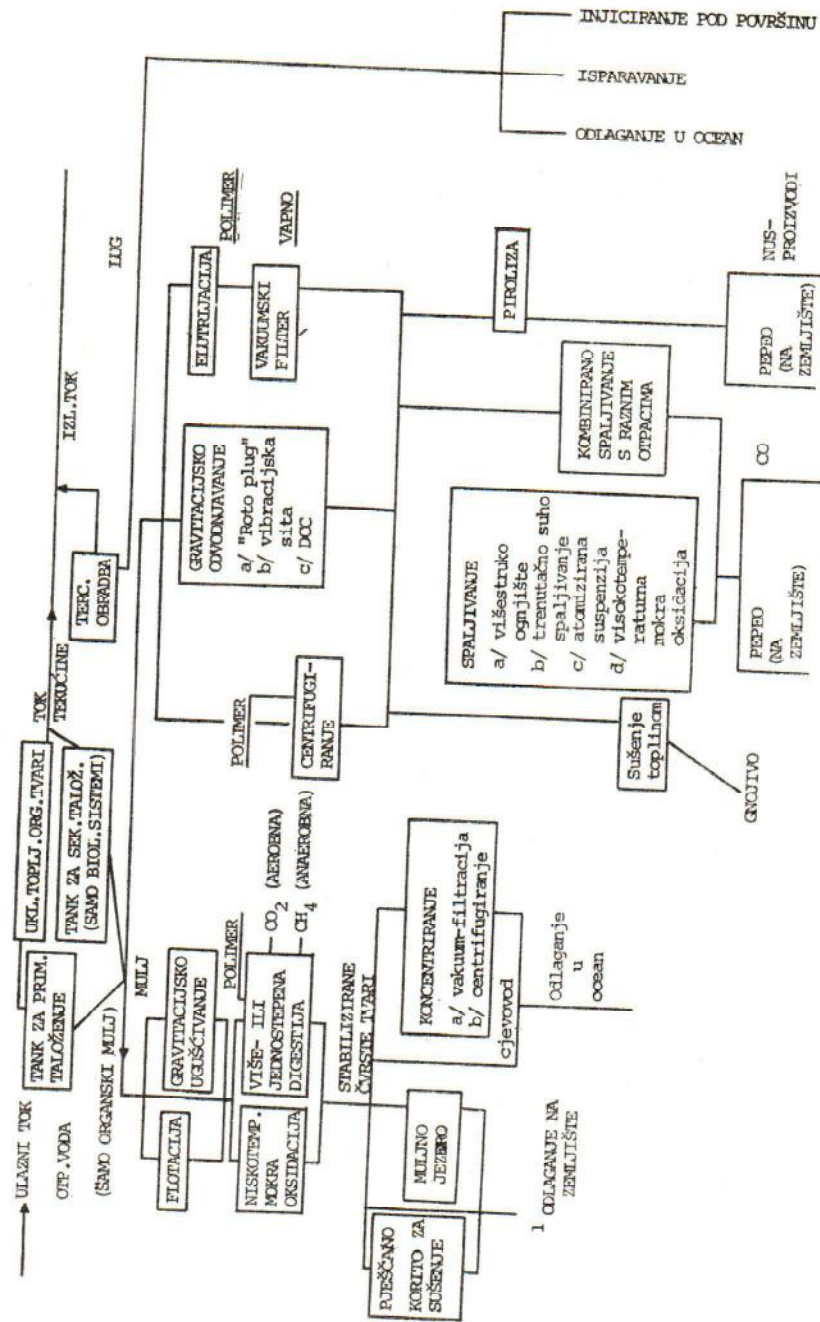 ULAZNI TOK
OTP.VODA
(SAMO ORGANSKI MULJ)
TANK ZA PRIM.
TALOŽENJE
UKL.TOPLJ.ORG.TVARI
TANK ZA SEK.TALOŽ.
(SAMO BIOL.SISTEMI)
TOK
TEKUĆINE
TERC.
OBRADBA
IZL.TOK
LUG
INJICIRANJE POD POVRŠINU
ISPARAVANJE
ODLAGANJE U OCEAN
MULJ
FLOTACIJA
GRAVITACIJSKO
UGUŠĆIVANJE
POLIMER
NISKOTEMP.
MOKRA
OKSIDACIJA
VIŠE- ILI
JEDNOSTEPENA
DIGESTIJA
CO2 (AEROBNA)
CH4 (ANAEROBNA)
STABILIZIRANE
ČVRSTE TVARI
PJEŠČANO
KORITO ZA
SUŠENJE
MULJNO
JEZERO
KONCENTRIRANJE
a/ vakuum-filtracija
b/ centrifugiranje
cjevovod
Odlaganje
u
ocean
1 ODLAGANJE NA
ZEMLJIŠTE
POLIMER
CENTRIFUGI-
RANJE
GRAVITACIJSKO
ODVODNJAVANJE
a/ "Roto plug"
b/ vibracijska
sita
c/ DCC
ELUTRIJACIJA
POLIMER
VAKUUMSKI
FILTER
VAPNO
Sušenje
toplinom
GNOJIVO
SPALJIVANJE
a/ višestruko
ognjište
b/ trenutačno suho
spaljivanje
c/ atomizirana
suspenzija
d/ visokotempe-
raturna
mokra
oksidacija
KOMBINIRANO
SPALJIVANJE
S RAZNIM
OTPACIMA
PIROLIZA
PEPEO
(NA
ZEMLJIŠTE)
CO
PEPEO
(NA
ZEMLJIŠTE)
NUS-
PROIZVODI